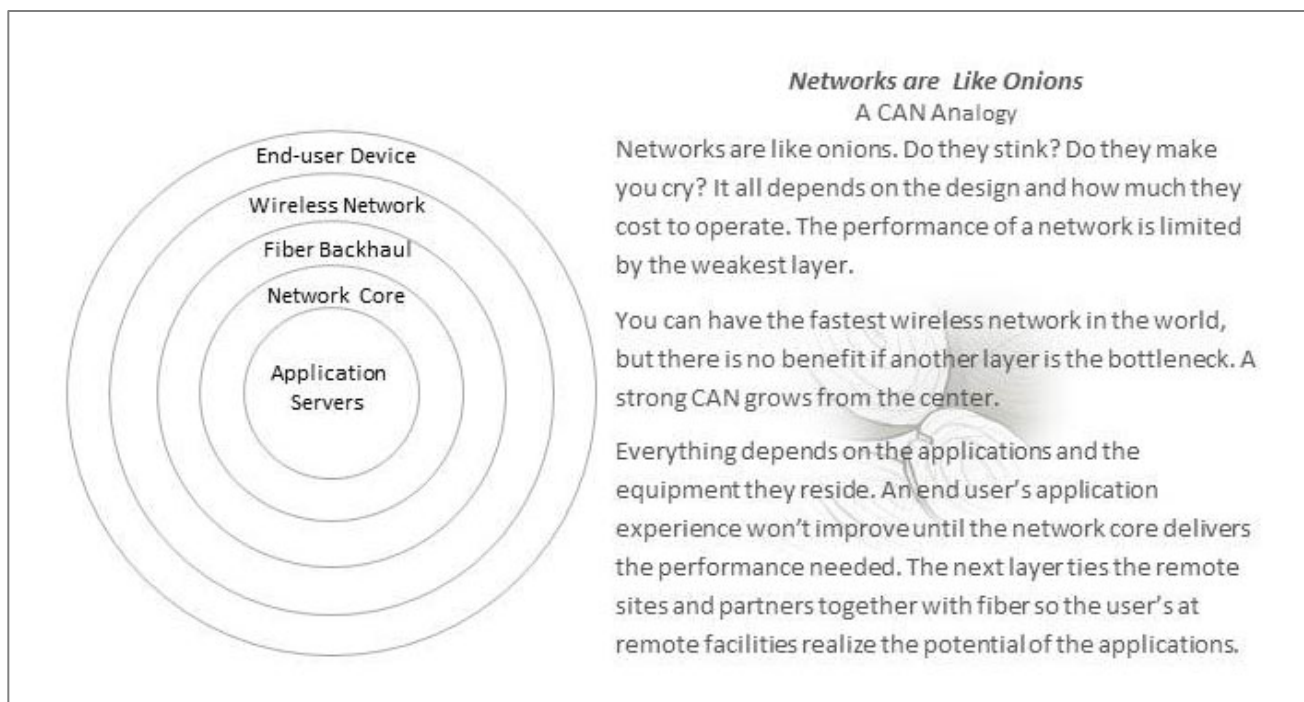 End-user Device
Wireless Network
Fiber Backhaul
Network Core
Application
Servers
Networks are Like Onions
A CAN Analogy
Networks are like onions. Do they stink? Do they make
you cry? It all depends on the design and how much they
cost to operate. The performance of a network is limited
by the weakest layer.
You can have the fastest wireless network in the world,
but there is no benefit if another layer is the bottleneck. A
strong CAN grows from the center.
Everything depends on the applications and the
equipment they reside. An end user’s application
experience won’t improve until the network core delivers
the performance needed. The next layer ties the remote
sites and partners together with fiber so the user’s at
remote facilities realize the potential of the applications.